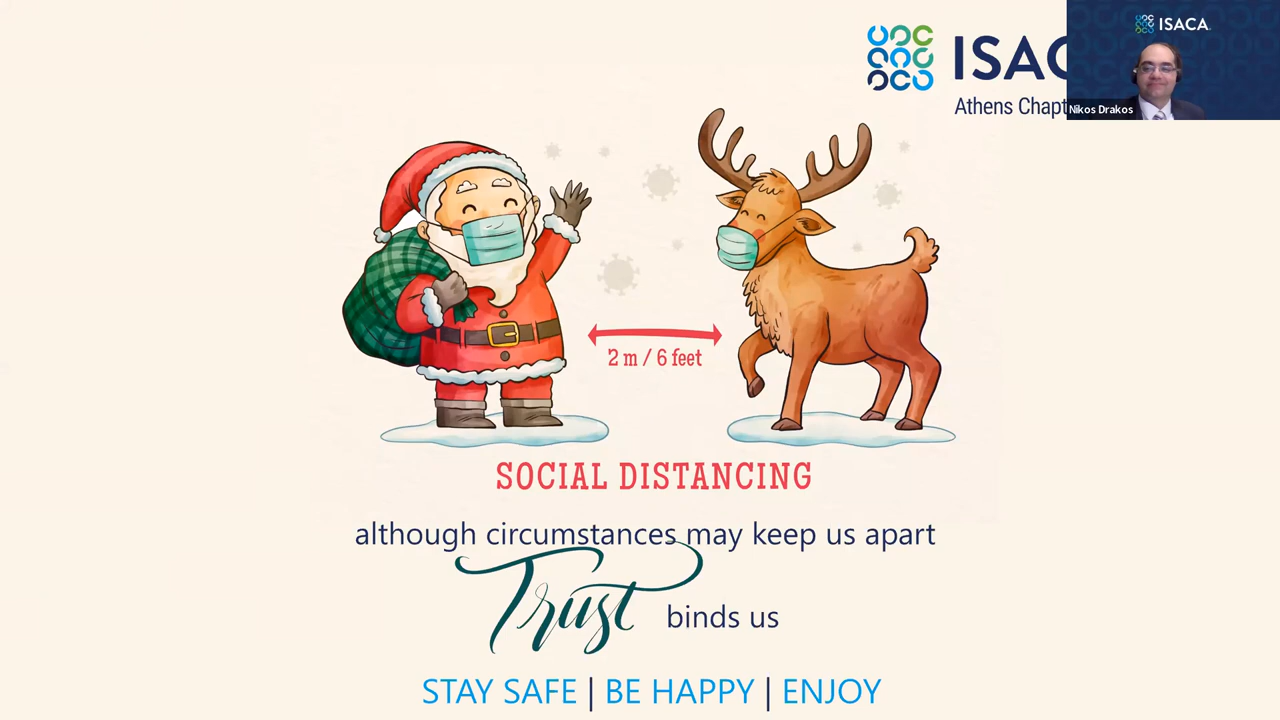 ISAC
Athens Chapt
ISACA
Nikos Drakos
2 m / 6 feet
SOCIAL DISTANCING
although circumstances may keep us apart
Trust binds us
STAY SAFE | BE HAPPY | ENJOY